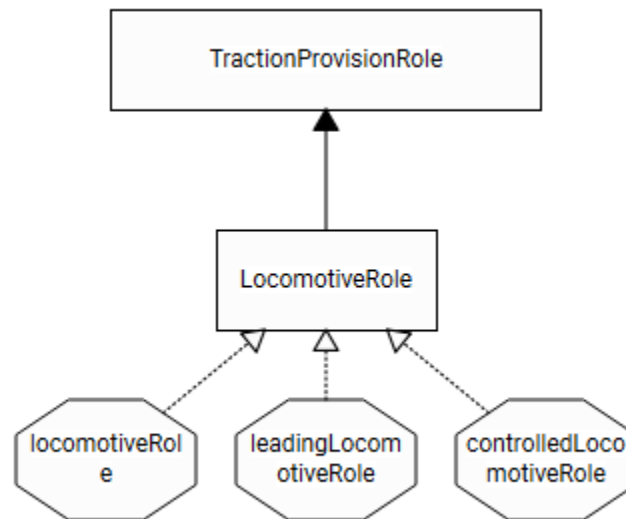 TractionProvisionRole
LocomotiveRole
locomotiveRol
e
leadingLocom
otiveRole
controlledLoco
motiveRole